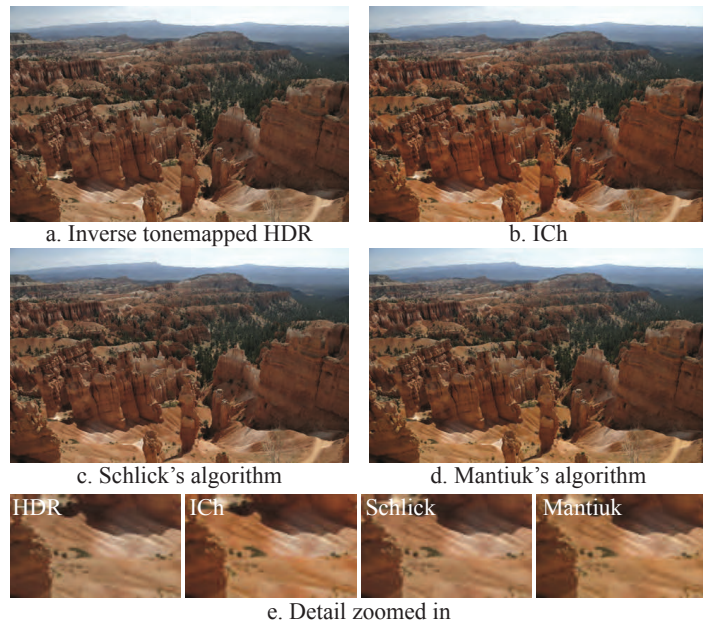 a. Inverse tonemapped HDR
b. ICh
c. Schlick's algorithm
d. Mantiuk's algorithm
HDR
ICh
Schlick
Mantiuk
e. Detail zoomed in